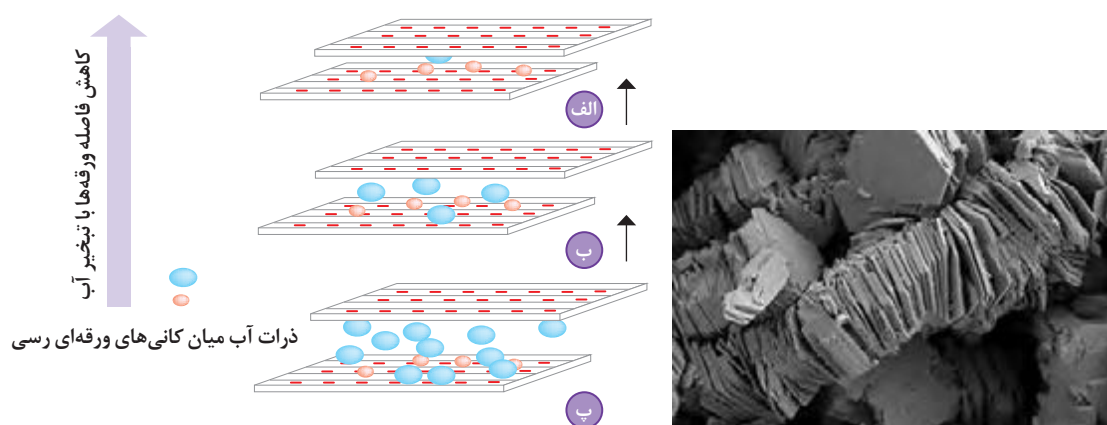 کاهش فاصله ورقه‌ها با تبخیر آب
الف
ب
پ
ذرات آب میان کانی‌های ورقه‌ای رسی